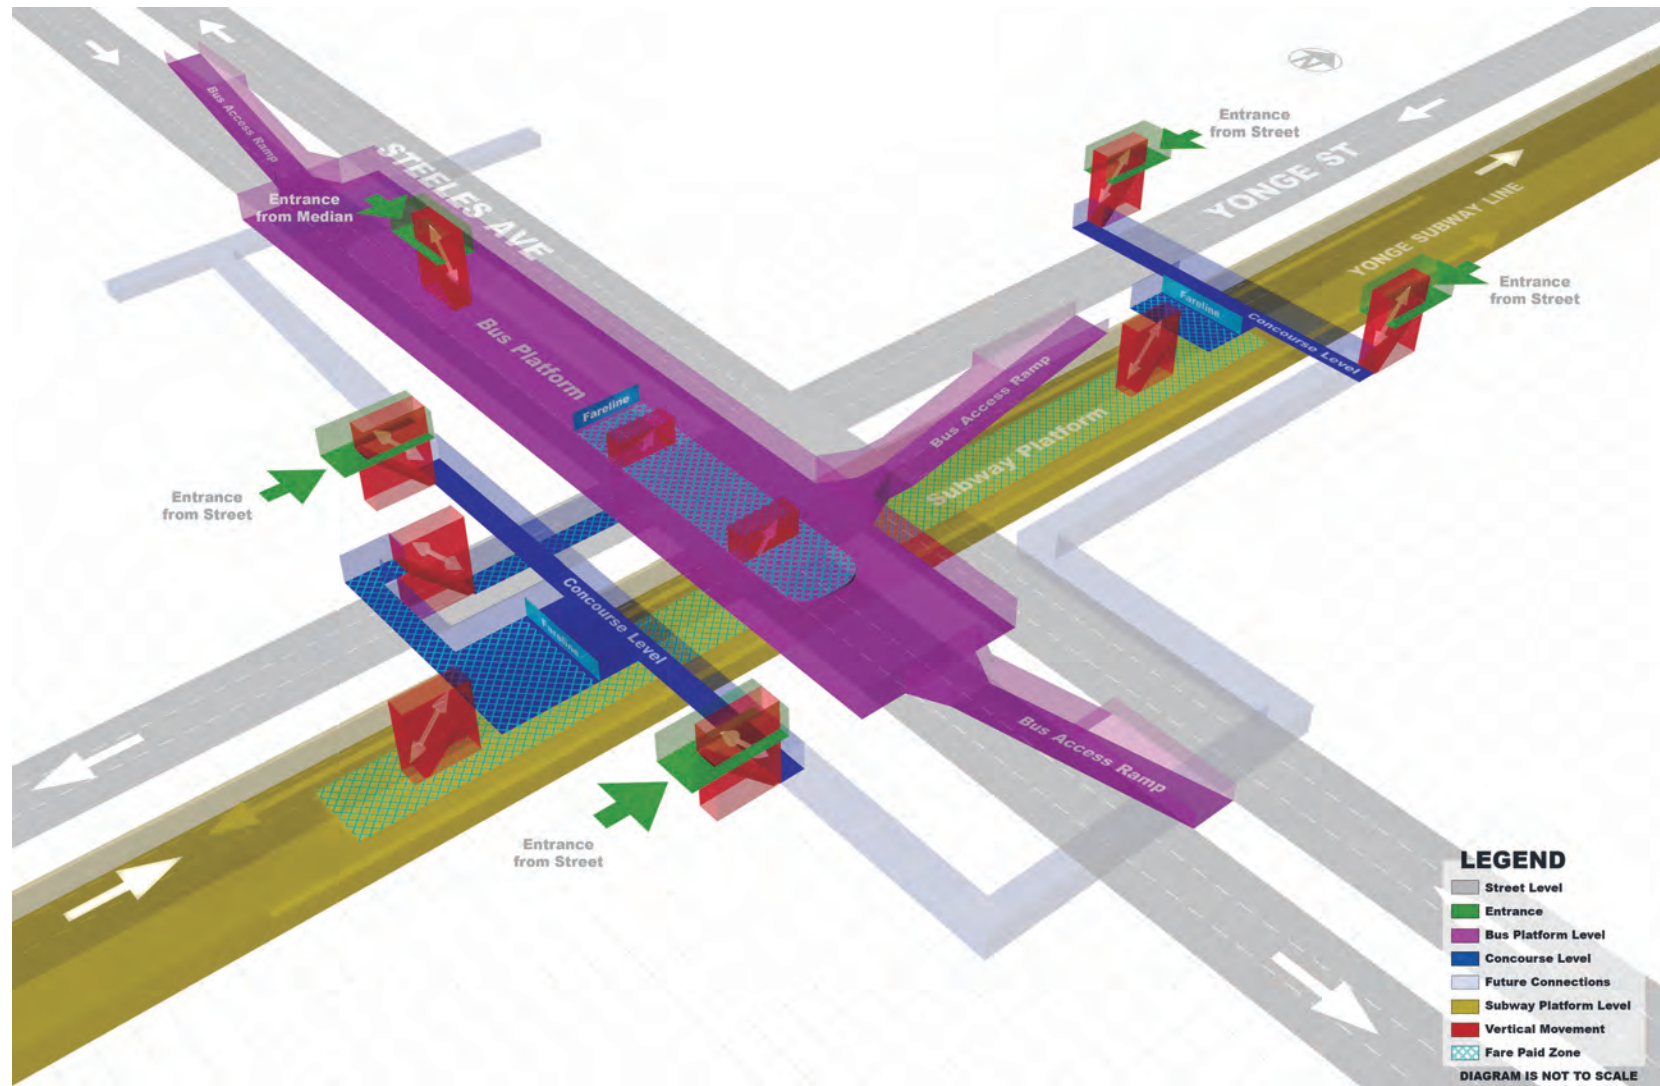 Bus Access Ramp
STEELES AVE
Entrance
from Street
YONGE ST
YONGE SUBWAY LINE
Entrance
from Median
Entrance
from Street
Fareline
Concourse Level
Bus Platform
Fareline
Bus Access Ramp
Subway Platform
Entrance
from Street
Concourse Level
Fareline
Bus Access Ramp
Entrance
from Street
LEGEND
Street Level
Entrance
Bus Platform Level
Concourse Level
Future Connections
Subway Platform Level
Vertical Movement
Fare Paid Zone
DIAGRAM IS NOT TO SCALE